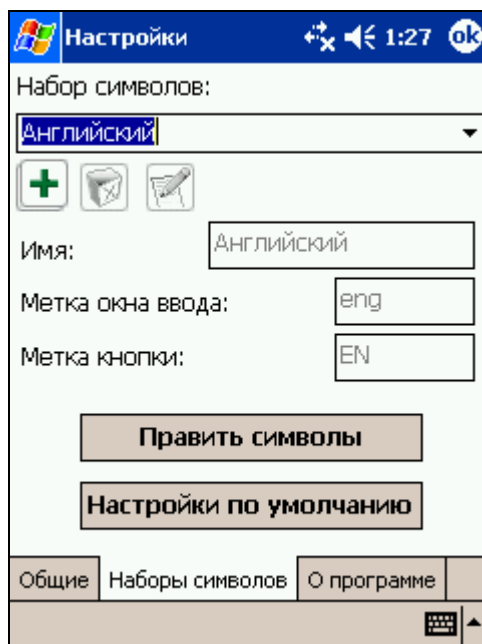 Настройки 1:27 ok
Набор символов:
Английский
Имя: Английский
Метка окна ввода: eng
Метка кнопки: EN
Править символы
Настройки по умолчанию
Общие Наборы символов О программе